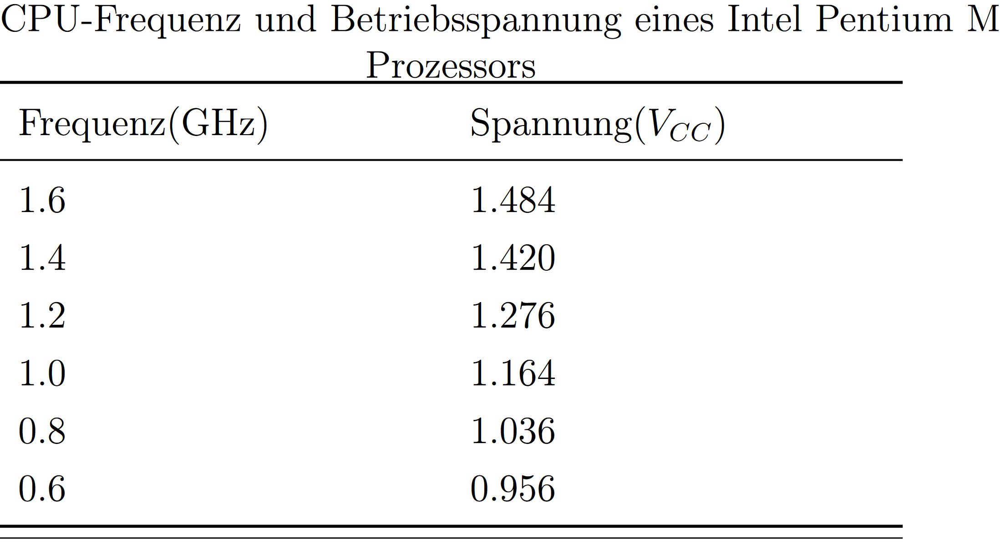 CPU-Frequenz und Betriebsspannung eines Intel Pentium M
Prozessors
Frequenz(GHz) Spannung(V_{CC})
1.6 1.484
1.4 1.420
1.2 1.276
1.0 1.164
0.8 1.036
0.6 0.956